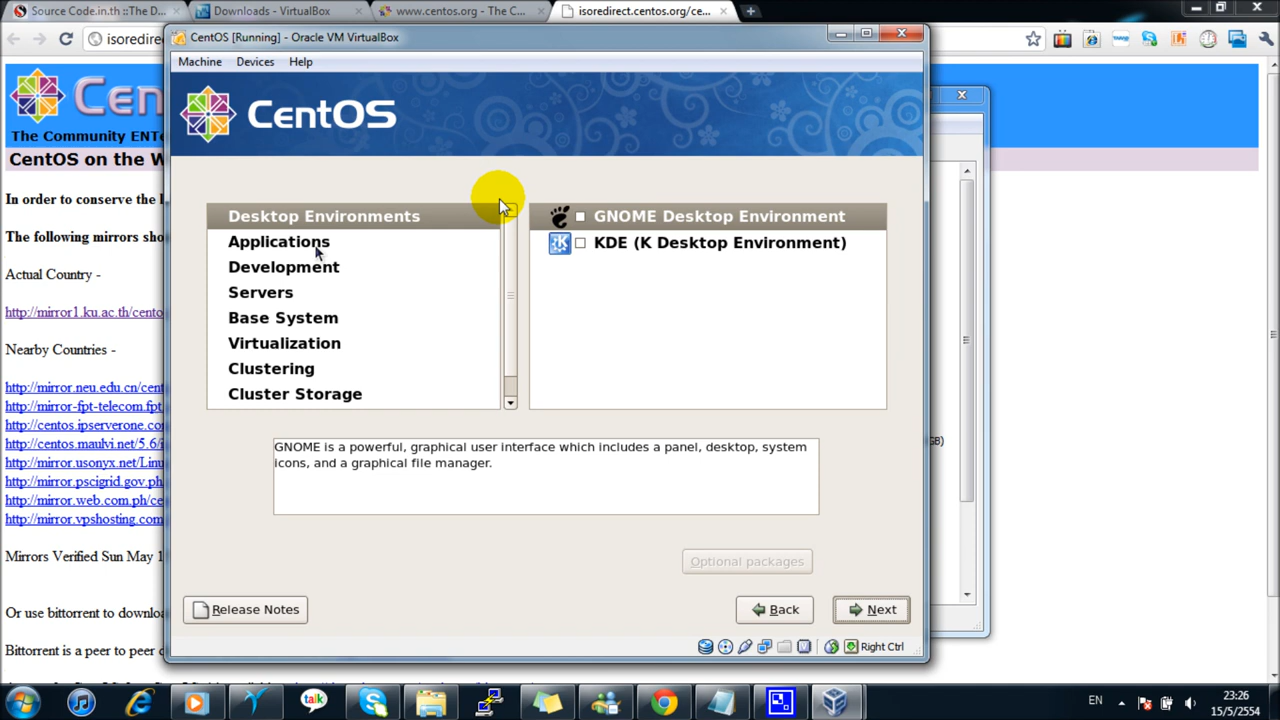 Source Code.in.th ::The D...
Downloads - VirtualBox
www.centos.org - The C...
isoredirect.centos.org/ce...
isoredire
CentOS [Running] - Oracle VM VirtualBox
Machine Devices Help
CentOS
Cent
The Community ENTe
CentOS on the W
In order to conserve the l
The following mirrors sho
Actual Country -
http://mirror1.ku.ac.th/cento
Nearby Countries -
http://mirror.neu.edu.cn/cent
http://mirror-fpt-telecom.fpt.
http://centos.ipserverone.co
http://centos.maulvi.net/5.6/i
http://mirror.usonyx.net/Linu
http://mirror.pscigrid.gov.ph
http://mirror.web.com.ph/ce
http://mirror.vpshosting.com
Mirrors Verified Sun May 1
Or use bittorrent to downloa
Bittorrent is a peer to peer c
Desktop Environments
Applications
Development
Servers
Base System
Virtualization
Clustering
Cluster Storage
GNOME Desktop Environment
KDE (K Desktop Environment)
GNOME is a powerful, graphical user interface which includes a panel, desktop, system
icons, and a graphical file manager.
Optional packages
Release Notes
Back
Next
Right Ctrl
GB)
talk
EN
23:26
15/5/2554